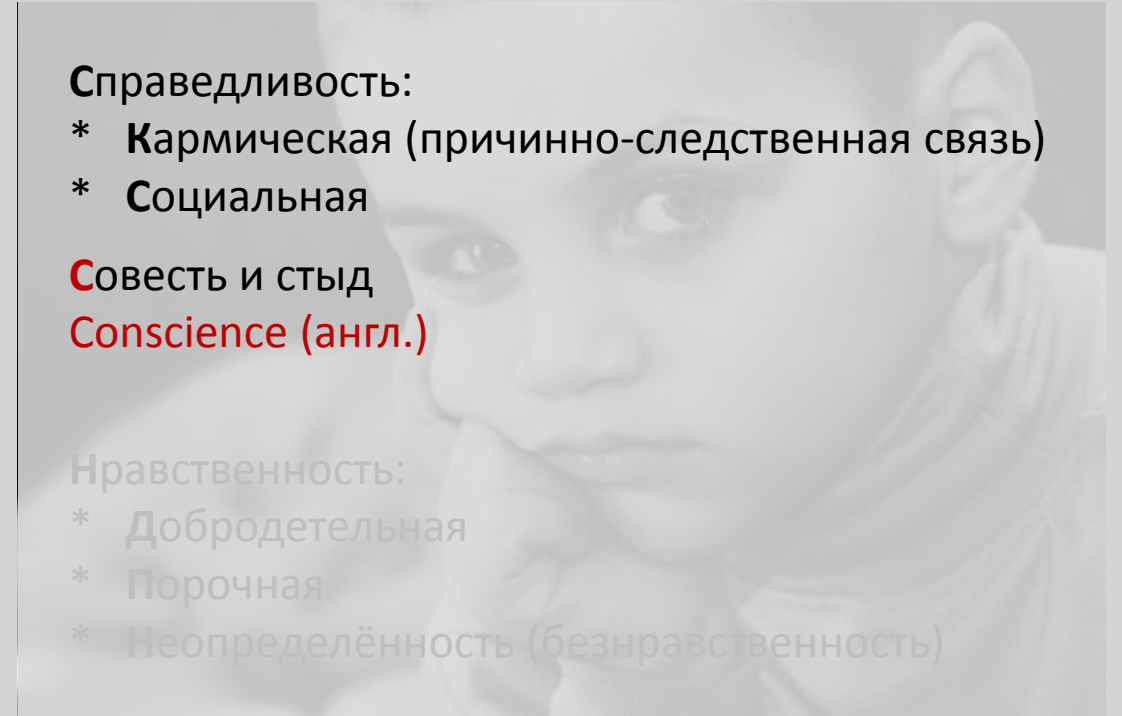 Справедливость:
* Кармическая (причинно-следственная связь)
* Социальная
Совесть и стыд
Conscience (англ.)
Нравственность:
* Добродетельная
* Порочная
* Неопределённость (безнравственность)